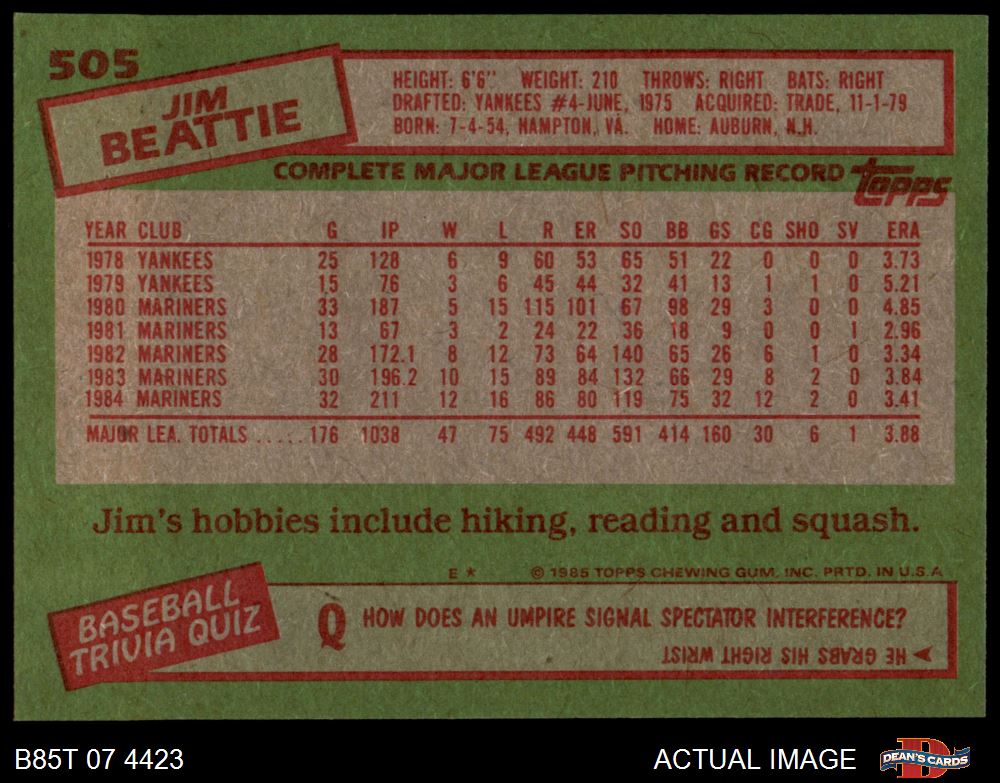 505
JIM
BEATTIE
HEIGHT: 6'6" WEIGHT: 210 THROWS: RIGHT BATS: RIGHT
DRAFTED: YANKEES #4-JUNE, 1975 ACQUIRED: TRADE, 11-1-79
BORN: 7-4-54, HAMPTON, VA. HOME: AUBURN, N.H.
COMPLETE MAJOR LEAGUE PITCHING RECORD topps
YEAR CLUB G IP W L R ER SO BB GS CG SHO SV ERA
1978 YANKEES 25 128 6 9 60 53 65 51 22 0 0 0 3.73
1979 YANKEES 15 76 3 6 45 44 32 41 13 1 1 0 5.21
1980 MARINERS 33 187 5 15 115 101 67 98 29 3 0 0 4.85
1981 MARINERS 13 67 3 2 24 22 36 18 9 0 0 1 2.96
1982 MARINERS 28 172.1 8 12 73 64 140 65 26 6 1 0 3.34
1983 MARINERS 30 196.2 10 15 89 84 132 66 29 8 2 0 3.84
1984 MARINERS 32 211 12 16 86 80 119 75 32 12 2 0 3.41
MAJOR LEA. TOTALS ..... 176 1038 47 75 492 448 591 414 160 30 6 1 3.88
Jim's hobbies include hiking, reading and squash.
E * © 1985 TOPPS CHEWING GUM, INC. PRTD. IN U.S.A
BASEBALL
TRIVIA QUIZ
Q HOW DOES AN UMPIRE SIGNAL SPECTATOR INTERFERENCE?
HE GRABS HIS RIGHT WRIST
B85T 07 4423 ACTUAL IMAGE DEAN'S CARDS